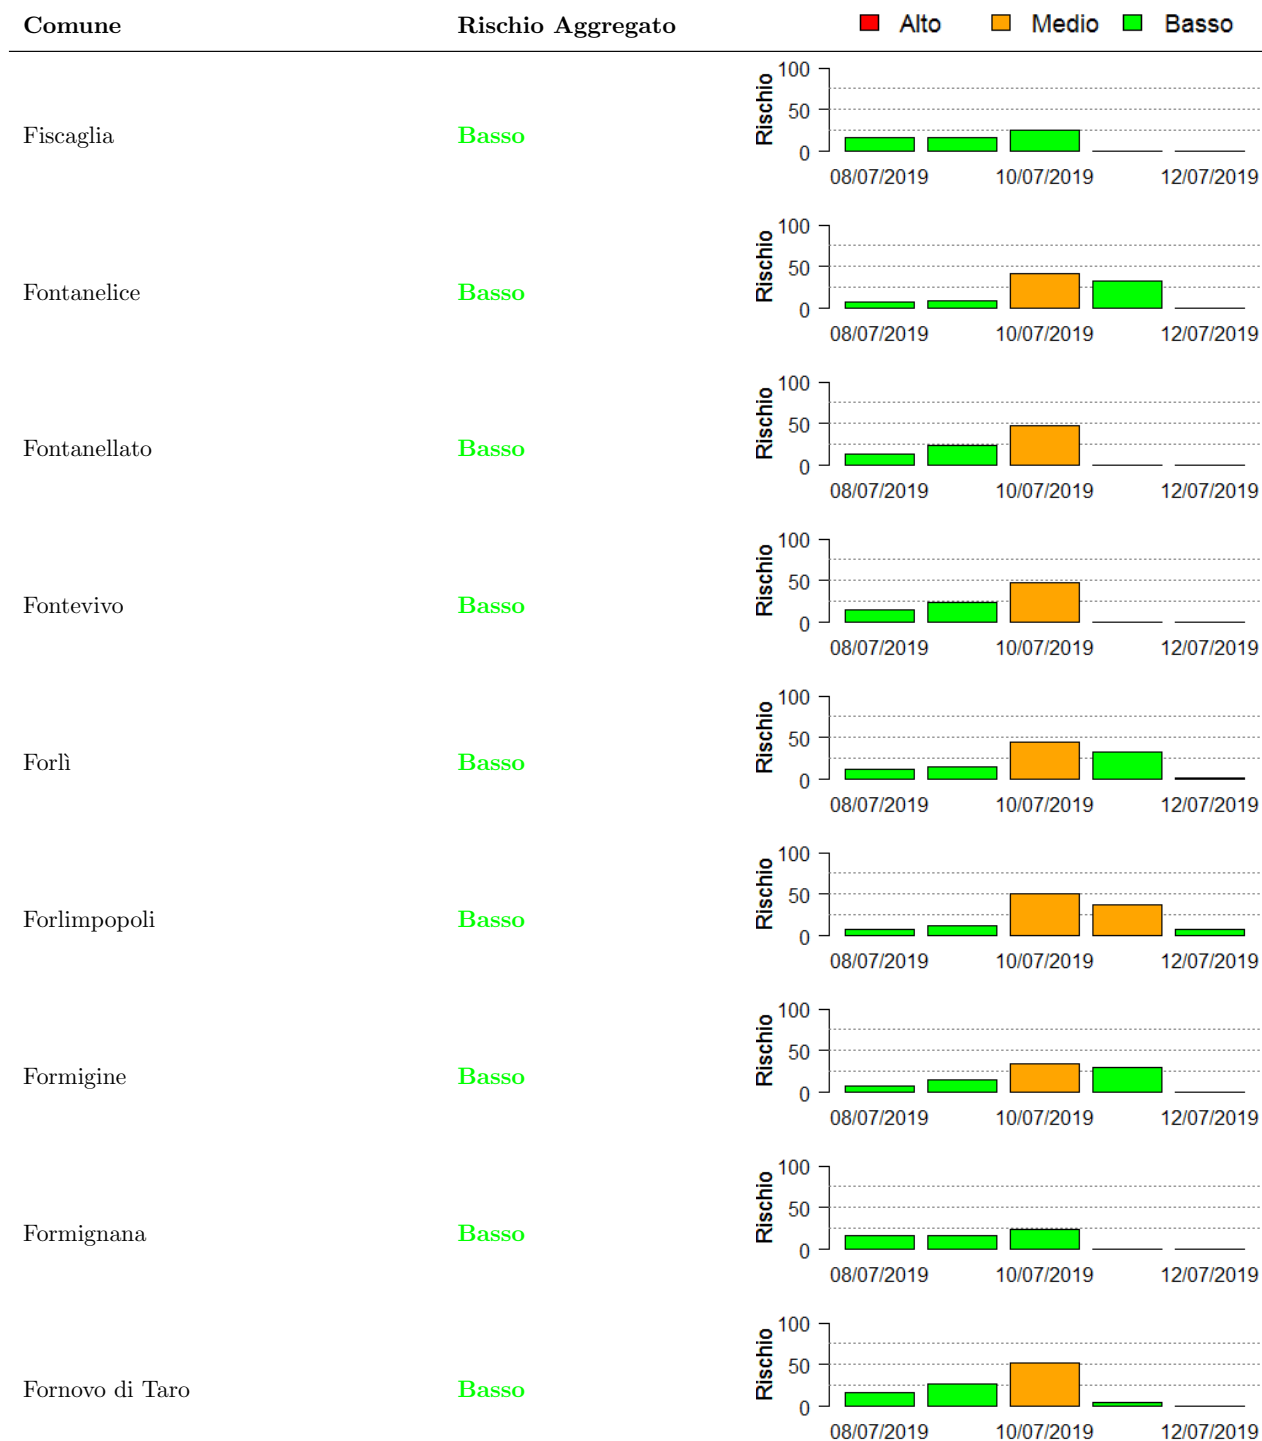 Comune Rischio Aggregato Alto Medio Basso
Fiscaglia Basso
Rischio
100
50
0
08/07/2019 10/07/2019 12/07/2019
Fontanelice Basso
Rischio
100
50
0
08/07/2019 10/07/2019 12/07/2019
Fontanellato Basso
Rischio
100
50
0
08/07/2019 10/07/2019 12/07/2019
Fontevivo Basso
Rischio
100
50
0
08/07/2019 10/07/2019 12/07/2019
Forlì Basso
Rischio
100
50
0
08/07/2019 10/07/2019 12/07/2019
Forlimpopoli Basso
Rischio
100
50
0
08/07/2019 10/07/2019 12/07/2019
Formigine Basso
Rischio
100
50
0
08/07/2019 10/07/2019 12/07/2019
Formignana Basso
Rischio
100
50
0
08/07/2019 10/07/2019 12/07/2019
Fornovo di Taro Basso
Rischio
100
50
0
08/07/2019 10/07/2019 12/07/2019